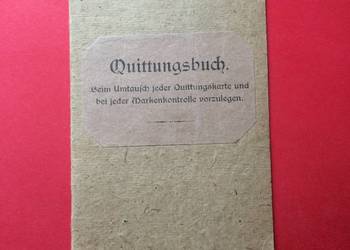 Quittungsbuch.
Beim Umtausch jeder Quittungskarte und
bei jeder Markenkontrolle vorzulegen.